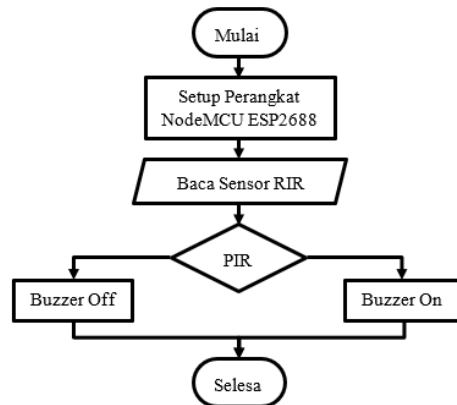 Mulai
Setup Perangkat
NodeMCU ESP2688
Baca Sensor RIR
PIR
Buzzer Off
Buzzer On
Selesa